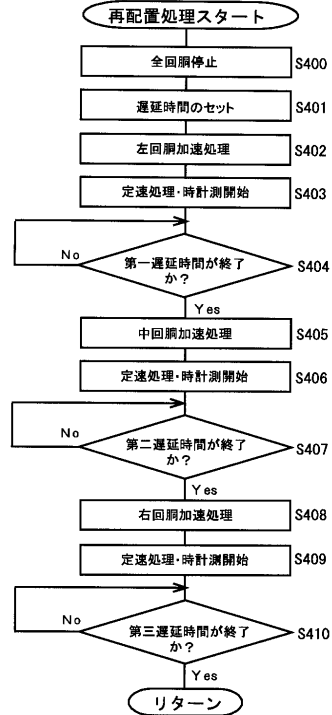 再配置処理スタート
全回胴停止 S400
遅延時間のセット S401
左回胴加速処理 S402
定速処理・時計測開始 S403
第一遅延時間が終了
か？ S404
No
Yes
中回胴加速処理 S405
定速処理・時計測開始 S406
第二遅延時間が終了
か？ S407
No
Yes
右回胴加速処理 S408
定速処理・時計測開始 S409
第三遅延時間が終了
か？ S410
No
Yes
リターン